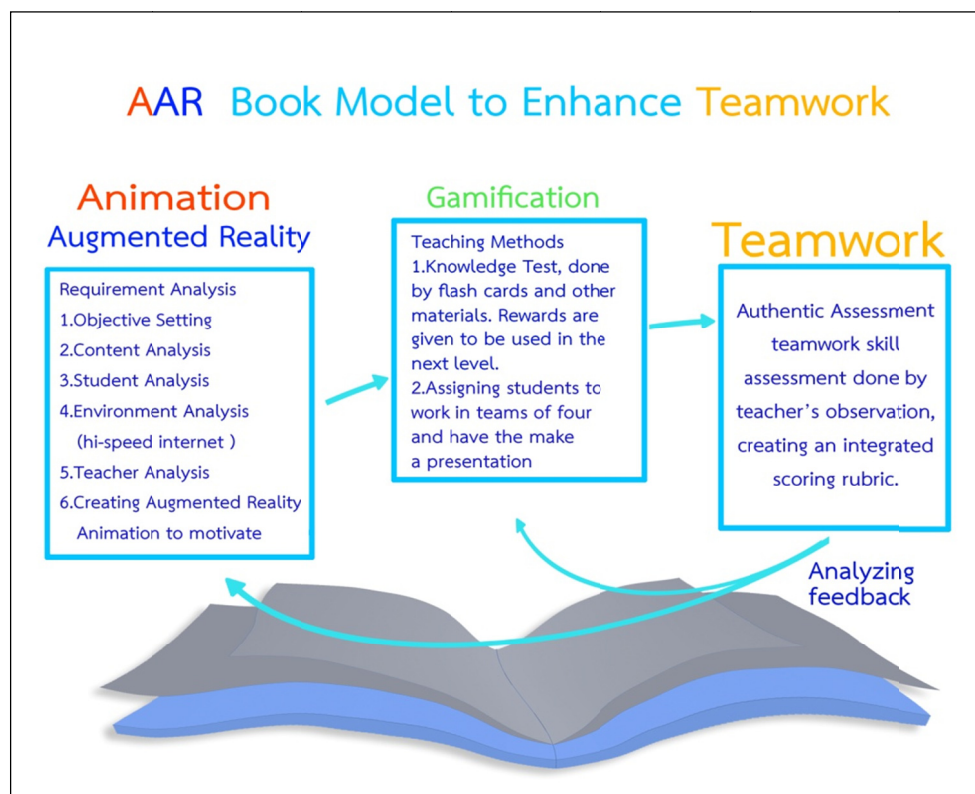 AAR Book Model to Enhance Teamwork
Animation
Augmented Reality
Requirement Analysis
1.Objective Setting
2.Content Analysis
3.Student Analysis
4.Environment Analysis
(hi-speed internet )
5.Teacher Analysis
6.Creating Augmented Reality
Animation to motivate
Gamification
Teaching Methods
1.Knowledge Test, done
by flash cards and other
materials. Rewards are
given to be used in the
next level.
2.Assigning students to
work in teams of four
and have the make
a presentation
Teamwork
Authentic Assessment
teamwork skill
assessment done by
teacher's observation,
creating an integrated
scoring rubric.
Analyzing
feedback